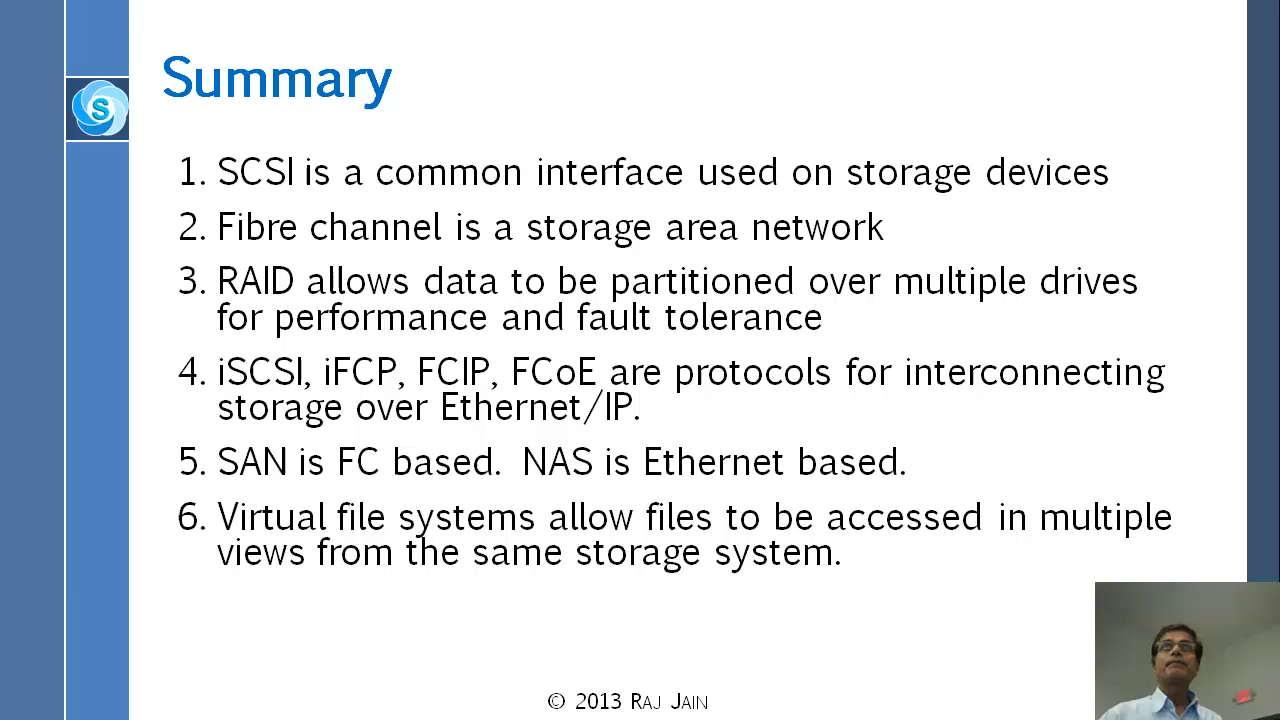 Summary
S
1. SCSI is a common interface used on storage devices
2. Fibre channel is a storage area network
3. RAID allows data to be partitioned over multiple drives
for performance and fault tolerance
4. iSCSI, iFCP, FCIP, FCoE are protocols for interconnecting
storage over Ethernet/IP.
5. SAN is FC based.  NAS is Ethernet based.
6. Virtual file systems allow files to be accessed in multiple
views from the same storage system.
© 2013 RAJ JAIN